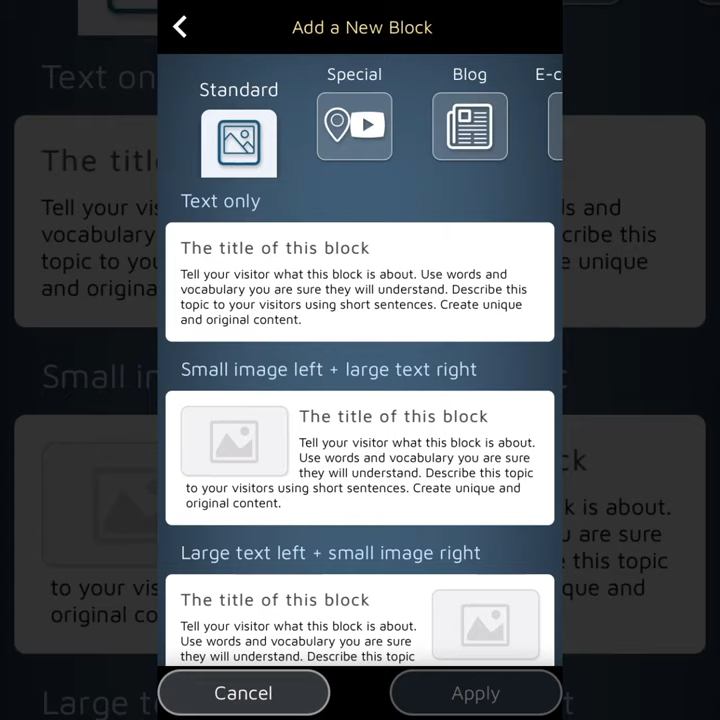 Add a New Block
Standard
Special
Blog
E-c
Text only
The title of this block
Tell your visitor what this block is about. Use words and
vocabulary you are sure they will understand. Describe this
topic to your visitors using short sentences. Create unique
and original content.
Small image left + large text right
The title of this block
Tell your visitor what this block is about.
Use words and vocabulary you are sure
they will understand. Describe this topic
to your visitors using short sentences. Create unique and
original content.
Large text left + small image right
The title of this block
Tell your visitor what this block is about.
Use words and vocabulary you are sure
they will understand. Describe this topic
Cancel
Apply